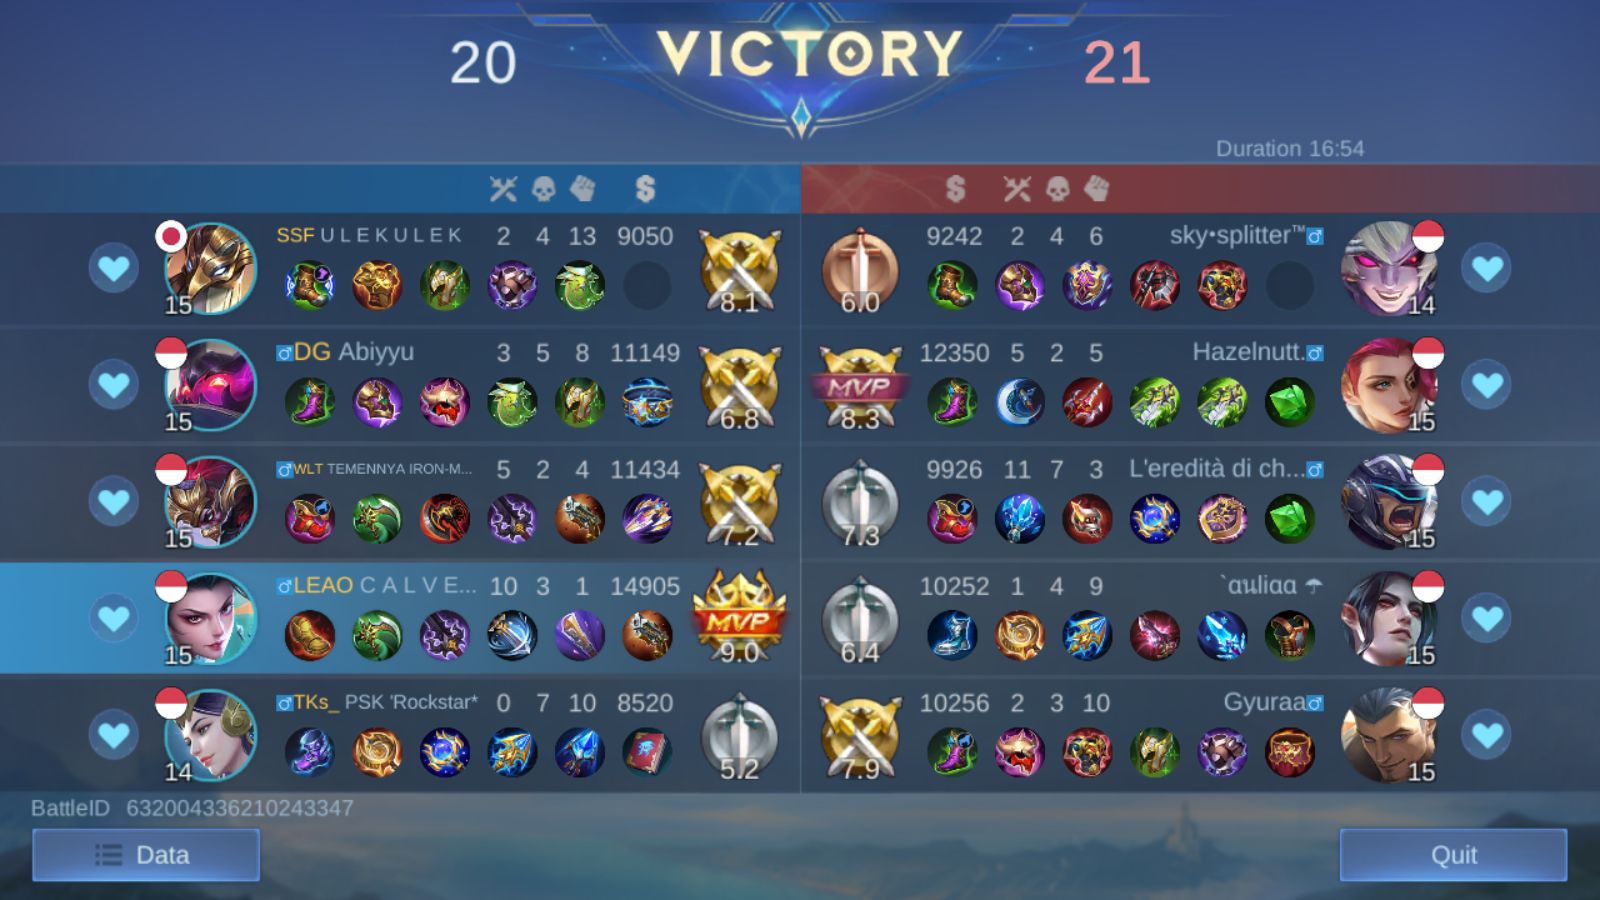 20 VICTORY 21
Duration 16:54
SSF U L E K U L E K 2 4 13 9050
15 8.1
9242 2 4 6 sky•splitter™
6.0 14
DG Abiyyu 3 5 8 11149
15 6.8
12350 5 2 5 Hazelnutt.
MVP
8.3 15
WLT TEMENNYA IRON-M... 5 2 4 11434
15 7.2
9926 11 7 3 L'eredità di ch...
7.3 15
LEAO C A L V E... 10 3 1 14905
MVP
15 9.0
10252 1 4 9 `ɑuliɑɑ
6.4 15
TKs_ PSK 'Rockstar* 0 7 10 8520
14 5.2
10256 2 3 10 Gyuraa
7.9 15
BattleID 632004336210243347
Data
Quit